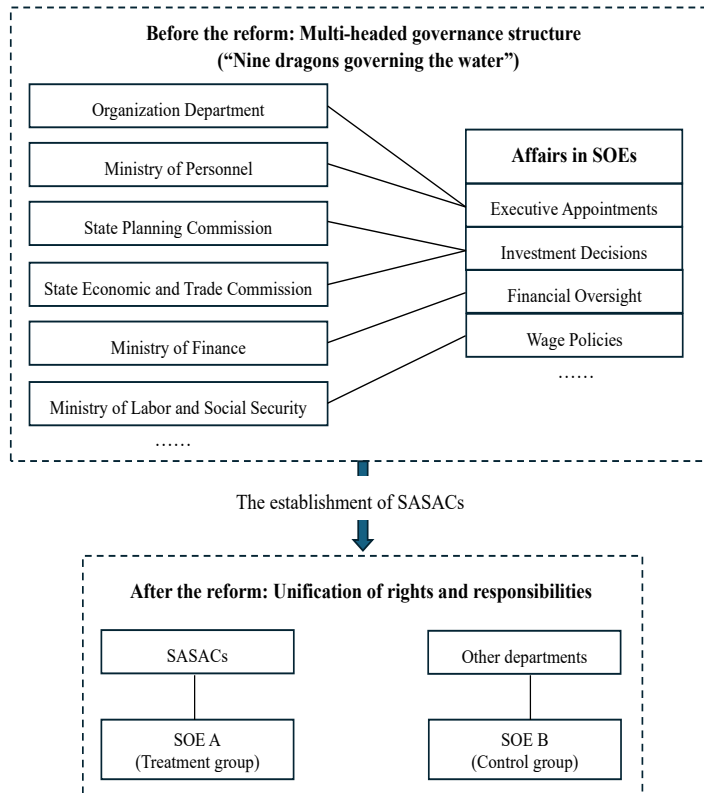 Before the reform: Multi-headed governance structure
(“Nine dragons governing the water”)
Organization Department
Ministry of Personnel
State Planning Commission
State Economic and Trade Commission
Ministry of Finance
Ministry of Labor and Social Security
……
Affairs in SOEs
Executive Appointments
Investment Decisions
Financial Oversight
Wage Policies
……
The establishment of SASACs
After the reform: Unification of rights and responsibilities
SASACs
Other departments
SOE A
(Treatment group)
SOE B
(Control group)